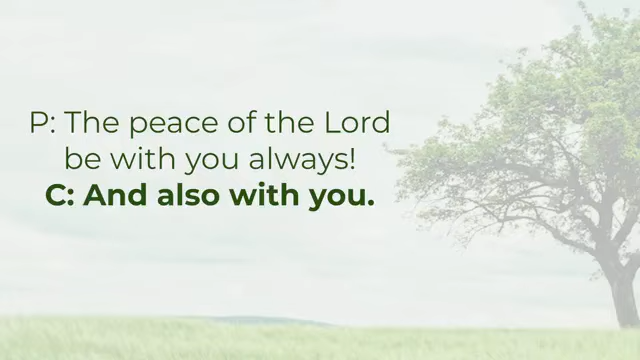 P: The peace of the Lord
be with you always!
C: And also with you.